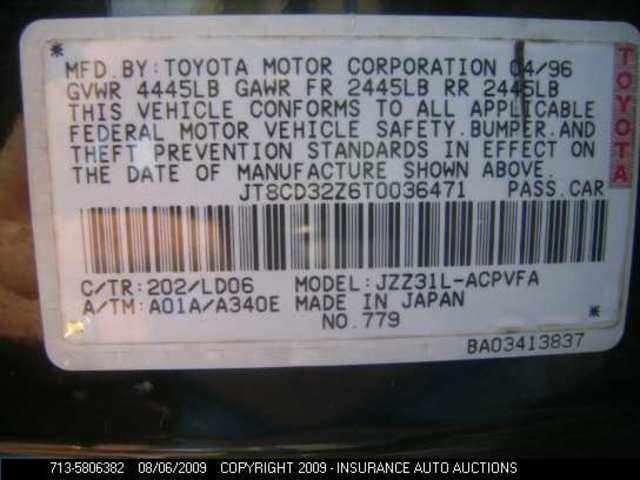 MFD.BY:TOYOTA MOTOR CORPORATION 04/96
GVWR 4445LB GAWR FR 2445LB RR 2445LB
THIS VEHICLE CONFORMS TO ALL APPLICABLE
FEDERAL MOTOR VEHICLE SAFETY.BUMPER.AND
THEFT PREVENTION STANDARDS IN EFFECT ON
THE DATE OF MANUFACTURE SHOWN ABOVE.
JT8CD32Z6T0036471 PASS.CAR
TOYOTA
C/TR:202/LD06 MODEL:JZZ31L-ACPVFA
A/TM:A01A/A340E MADE IN JAPAN
NO.779
BA03413837
713-5806382 08/06/2009 COPYRIGHT 2009 - INSURANCE AUTO AUCTIONS